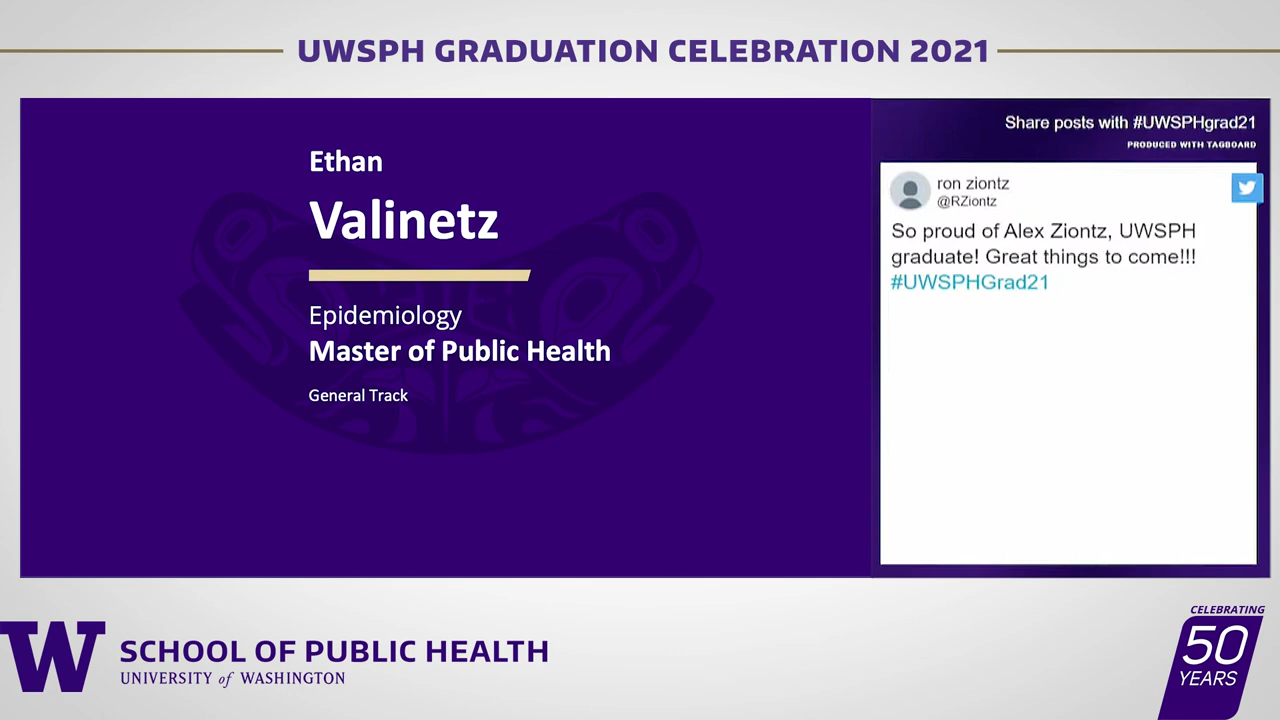 UWSPH GRADUATION CELEBRATION 2021
Ethan
Valinetz
Epidemiology
Master of Public Health
General Track
Share posts with #UWSPHgrad21
PRODUCED WITH TAGBOARD
ron ziontz
@RZiontz
So proud of Alex Ziontz, UWSPH
graduate! Great things to come!!!
#UWSPHGrad21
W
SCHOOL OF PUBLIC HEALTH
UNIVERSITY of WASHINGTON
CELEBRATING
50
YEARS